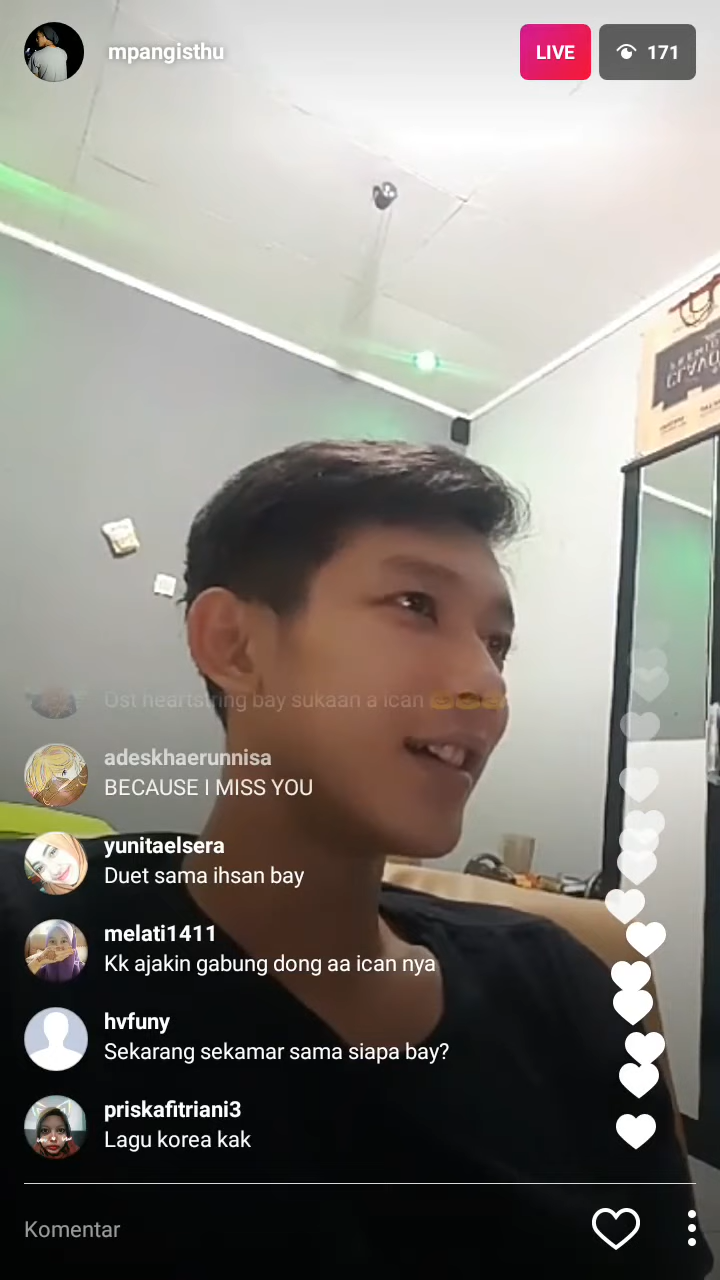 mpangisthu
LIVE
171
Ost heartstring bay sukaan a ican 😁😁😁
adeskhaerunnisa
BECAUSE I MISS YOU
yunitaelsera
Duet sama ihsan bay
melati1411
Kk ajakin gabung dong aa ican nya
hvfuny
Sekarang sekamar sama siapa bay?
priskafitriani3
Lagu korea kak
Komentar